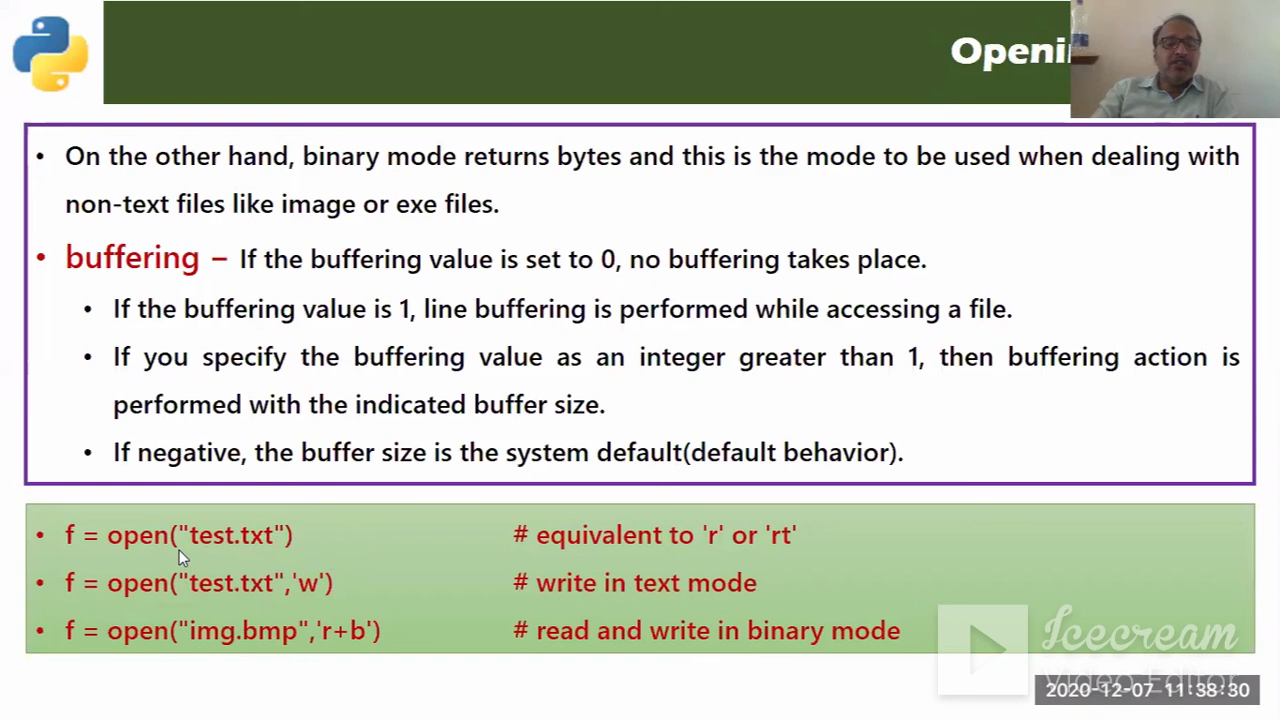 Openi
• On the other hand, binary mode returns bytes and this is the mode to be used when dealing with
non-text files like image or exe files.
• buffering – If the buffering value is set to 0, no buffering takes place.
• If the buffering value is 1, line buffering is performed while accessing a file.
• If you specify the buffering value as an integer greater than 1, then buffering action is
performed with the indicated buffer size.
• If negative, the buffer size is the system default(default behavior).
• f = open("test.txt") # equivalent to 'r' or 'rt'
• f = open("test.txt",'w') # write in text mode
• f = open("img.bmp",'r+b') # read and write in binary mode
Icecream
Video Editor
2020-12-07 11:38:30